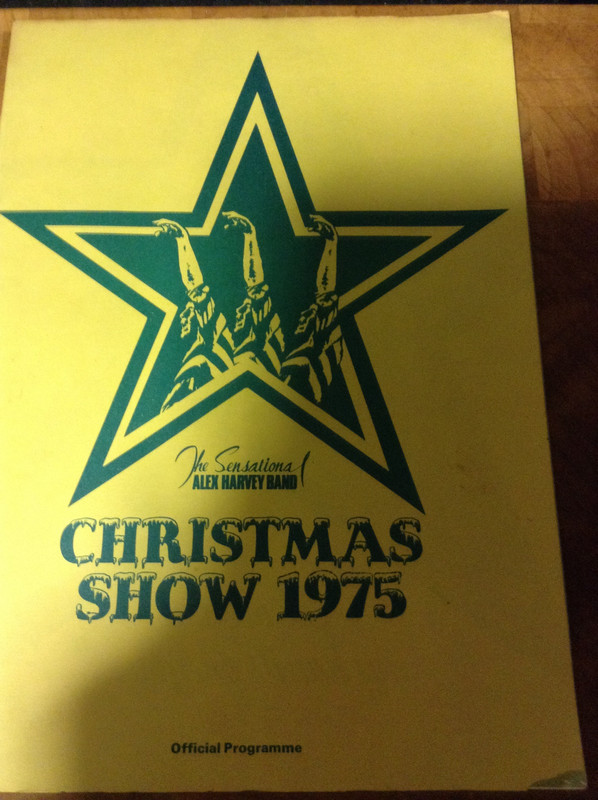 The Sensational
ALEX HARVEY BAND
CHRISTMAS
SHOW 1975
Official Programme